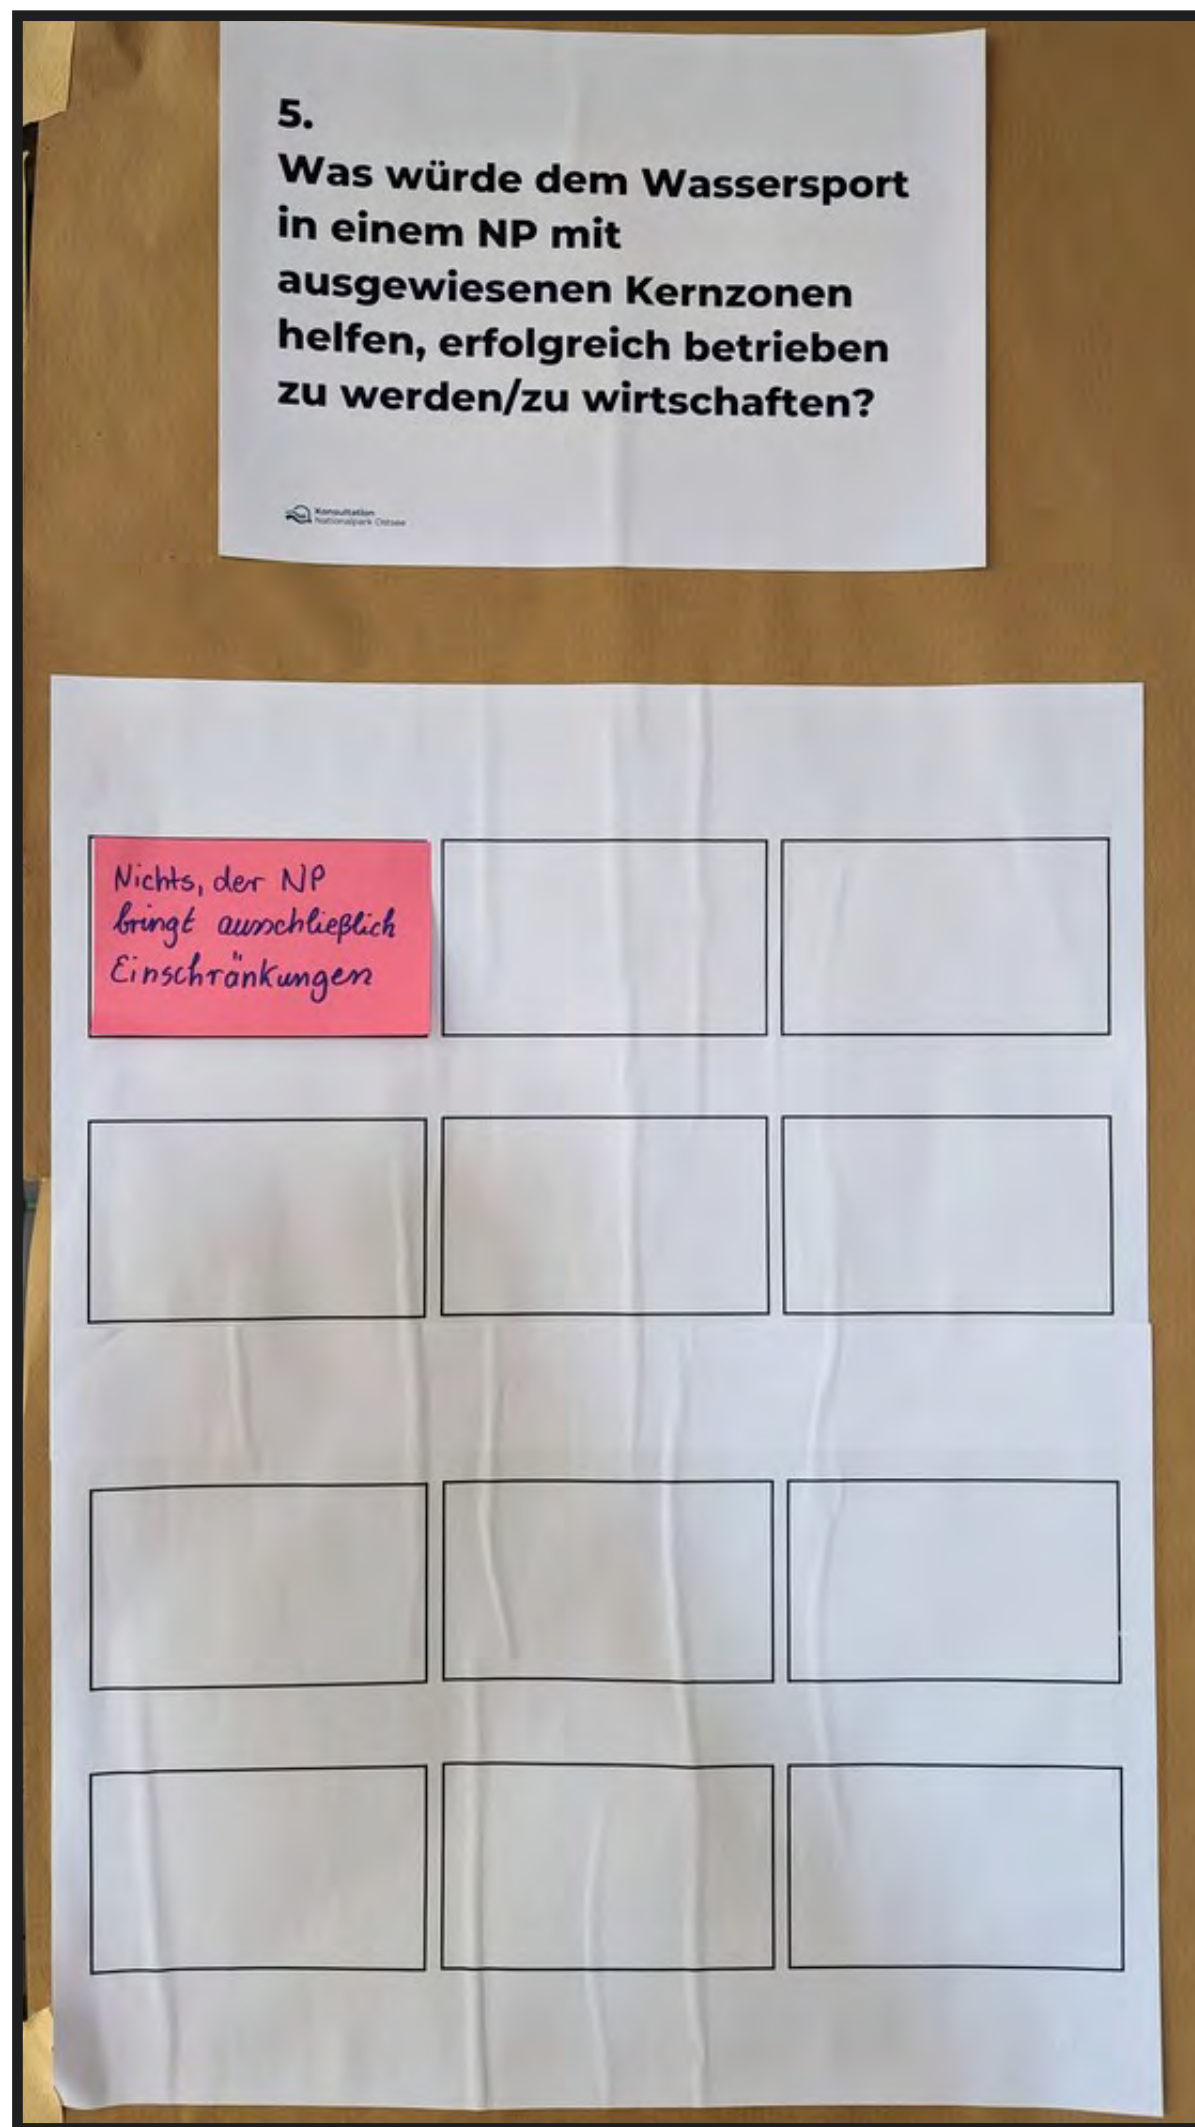 5.
Was würde dem Wassersport
in einem NP mit
ausgewiesenen Kernzonen
helfen, erfolgreich betrieben
zu werden/zu wirtschaften?
Konsultation
Nationalpark Ostsee
Nichts, der NP
bringt ausschließlich
Einschränkungen